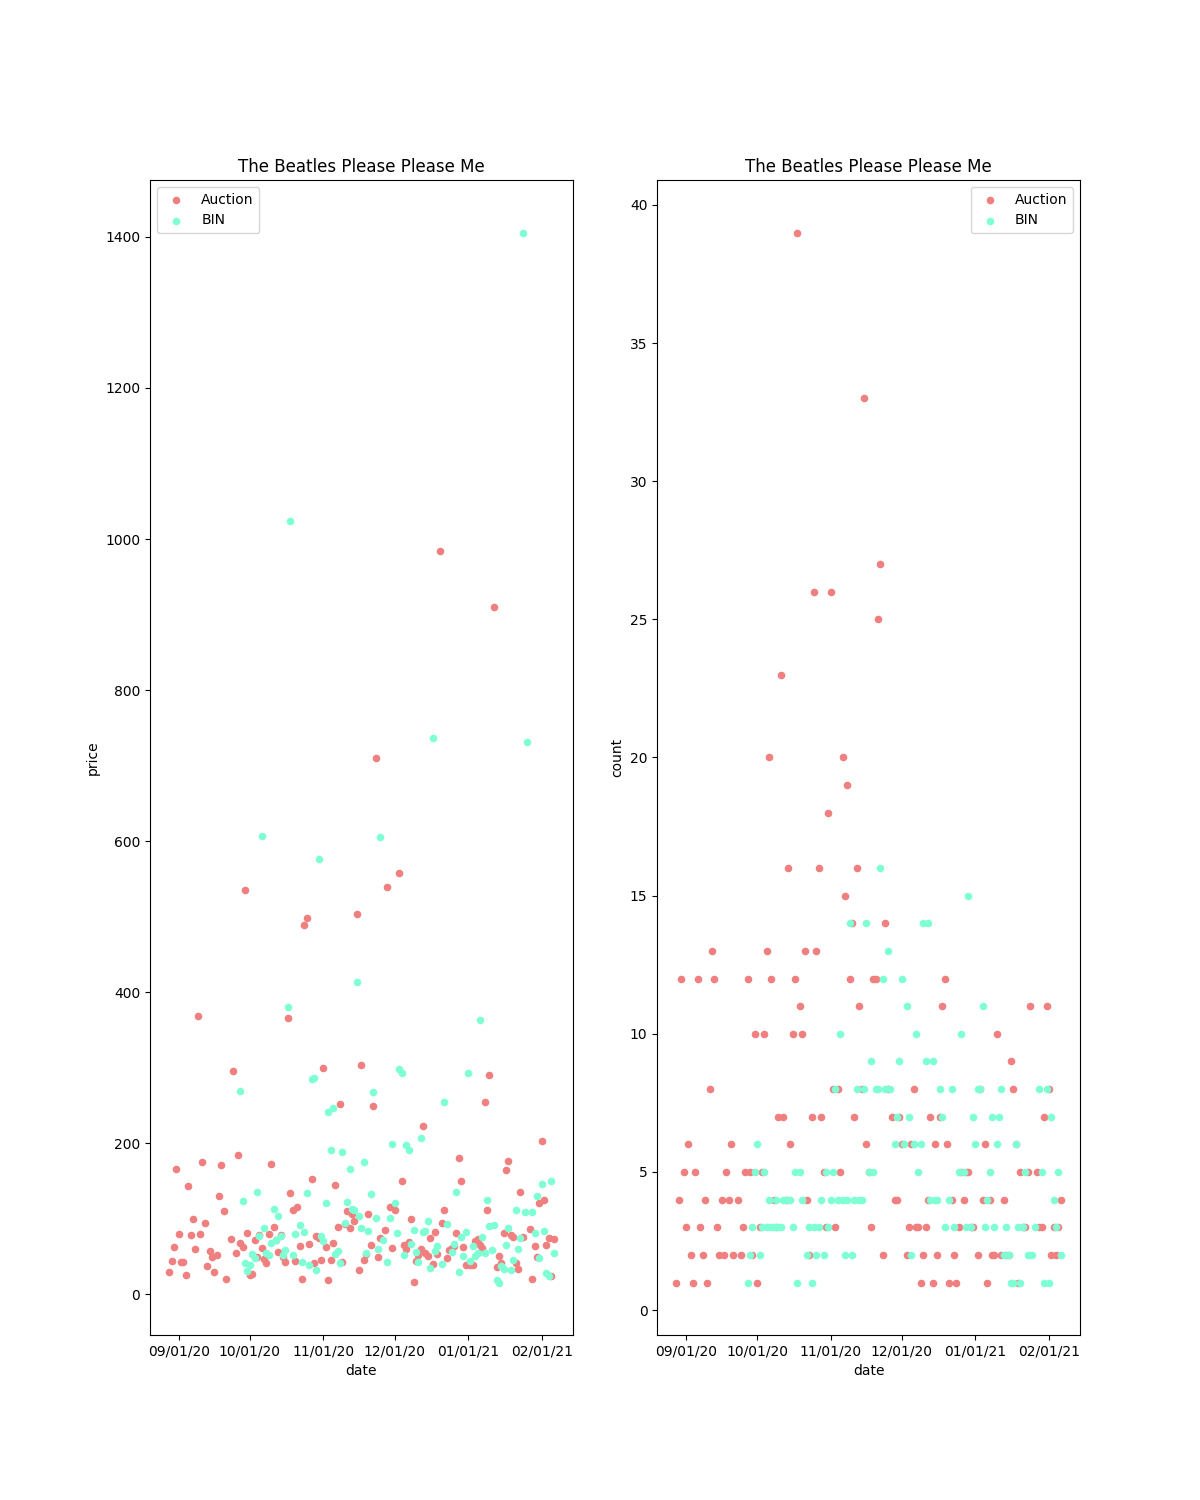 The Beatles Please Please Me
Auction
BIN
1400
1200
1000
800
600
400
200
0
price
09/01/20 10/01/20 11/01/20 12/01/20 01/01/21 02/01/21
date
The Beatles Please Please Me
Auction
BIN
40
35
30
25
20
15
10
5
0
count
09/01/20 10/01/20 11/01/20 12/01/20 01/01/21 02/01/21
date